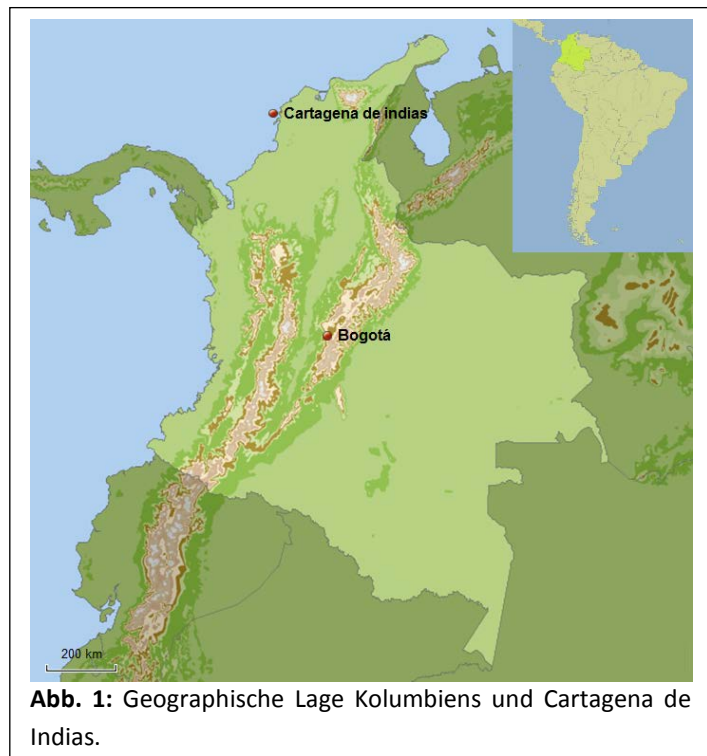 Cartagena de indias
Bogotá
200 km
Abb. 1: Geographische Lage Kolumbiens und Cartagena de
Indias.